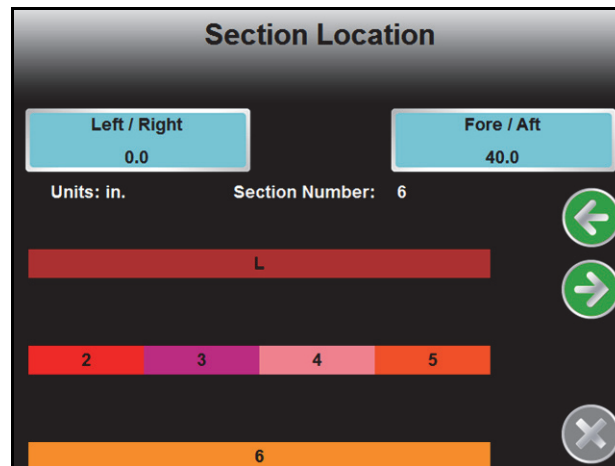 Section Location
Left / Right Fore / Aft
0.0 40.0
Units: in. Section Number: 6
L
2 3 4 5
6